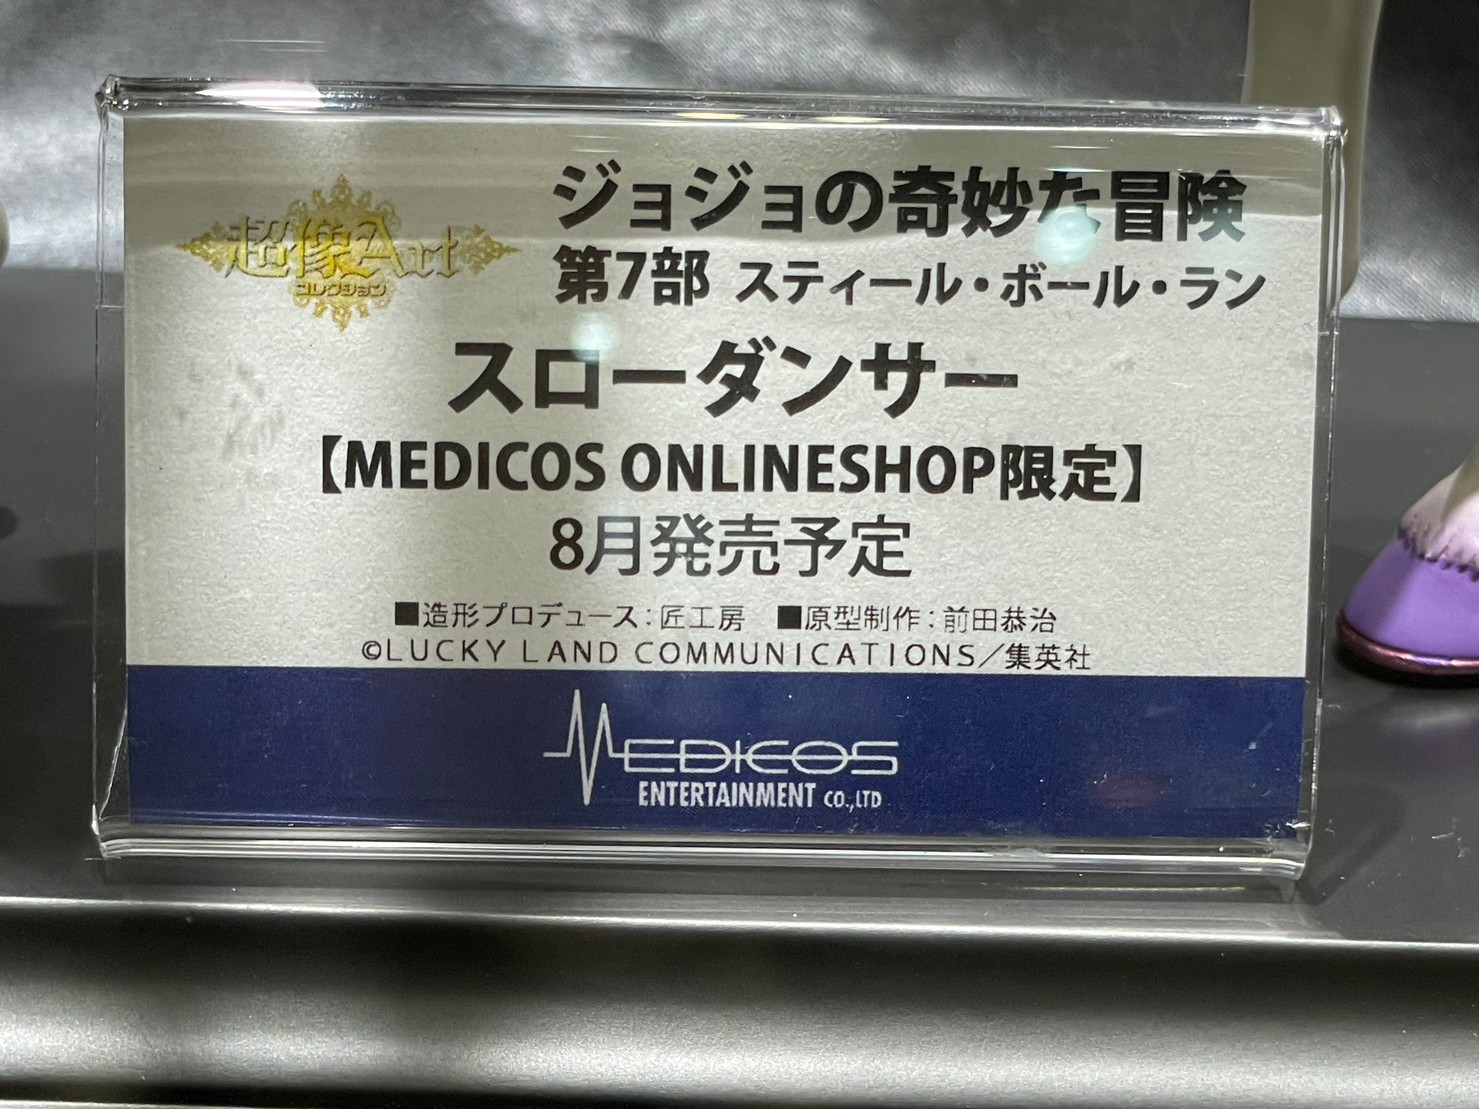 超像Art
コレクション
ジョジョの奇妙な冒険
第7部 スティール・ボール・ラン
スローダンサー
【MEDICOS ONLINESHOP限定】
8月発売予定
■造形プロデュース:匠工房 ■原型制作:前田恭治
©LUCKY LAND COMMUNICATIONS/集英社
MEDICOS
ENTERTAINMENT CO.,LTD